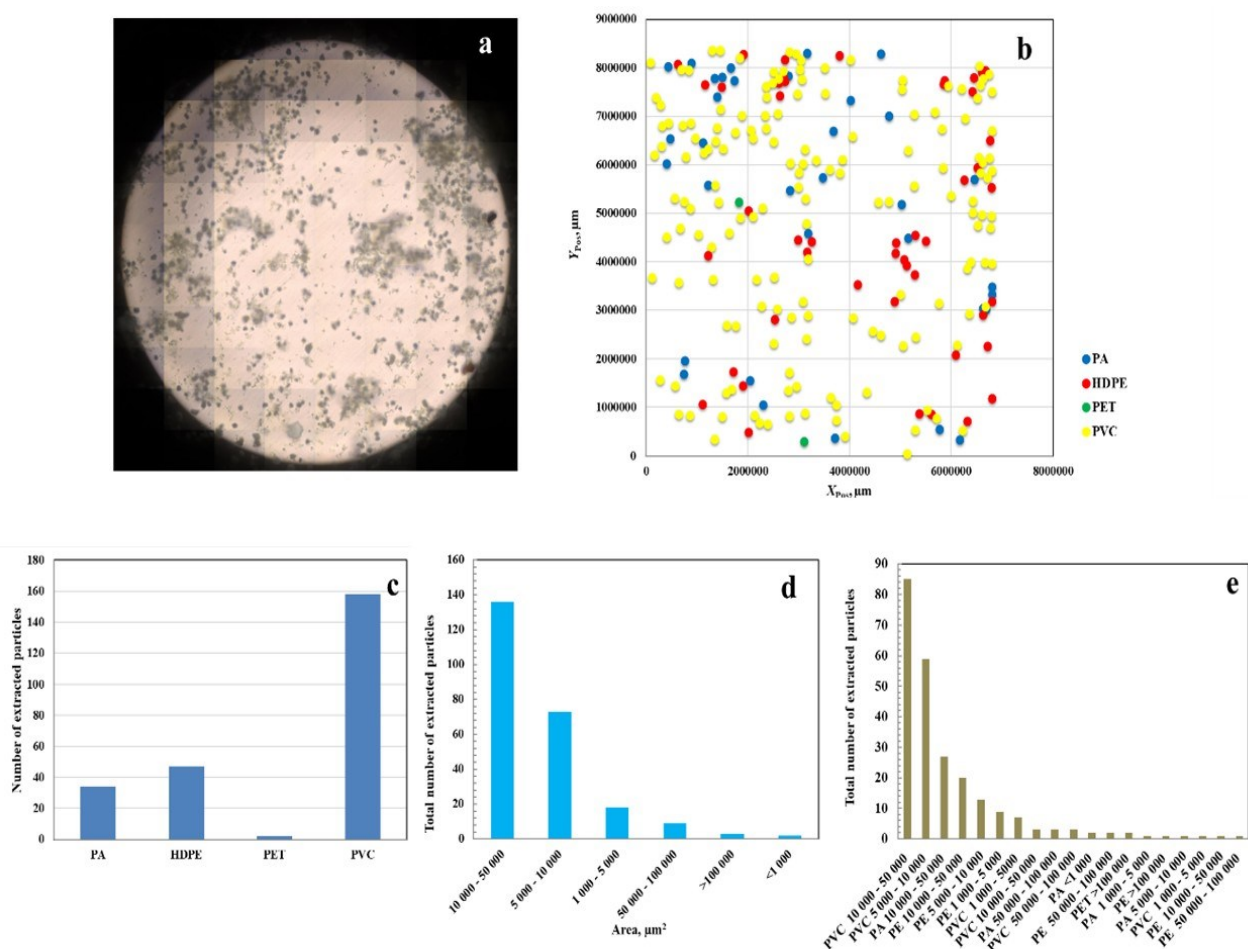 a
b
9000000
8000000
7000000
6000000
5000000
4000000
3000000
2000000
1000000
0
Y Pos, µm
0 2000000 4000000 6000000 8000000
X Pos, µm
PA
HDPE
PET
PVC
c
180
160
140
120
100
80
60
40
20
0
Number of extracted particles
PA HDPE PET PVC
d
160
140
120
100
80
60
40
20
0
Total number of extracted particles
10 000 - 50 000
5 000 - 10 000
1 000 - 5 000
50 000 - 100 000
>100 000
<1 000
Area, µm²
e
90
80
70
60
50
40
30
20
10
0
Total number of extracted particles
PVC 10 000 - 50 000
PVC 5 000 - 10 000
PA 10 000 - 50 000
PE 10 000 - 50 000
PE 5 000 - 10 000
PE 1 000 - 5 000
PVC 1 000 - 5 000
PVC 10 000 - 50 000
PA 50 000 - 100 000
PVC 50 000 - 100 000
PA <1 000
PE 50 000 - 100 000
PET >100 000
PA 1 000 - 5 000
PE >100 000
PA 5 000 - 10 000
PVC 1 000 - 5 000
PE 10 000 - 50 000
PE 50 000 - 100 000